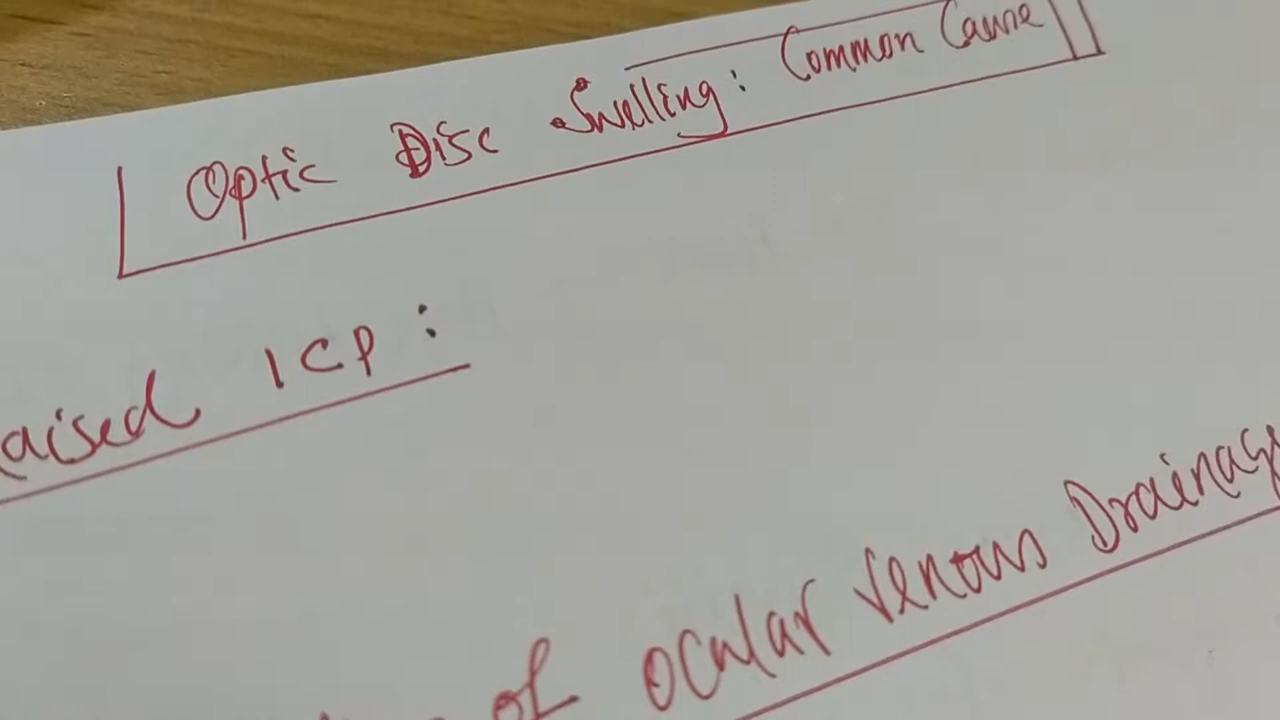 Optic Disc Swelling: Common Cause
aised ICP:
of ocular venous Drainag